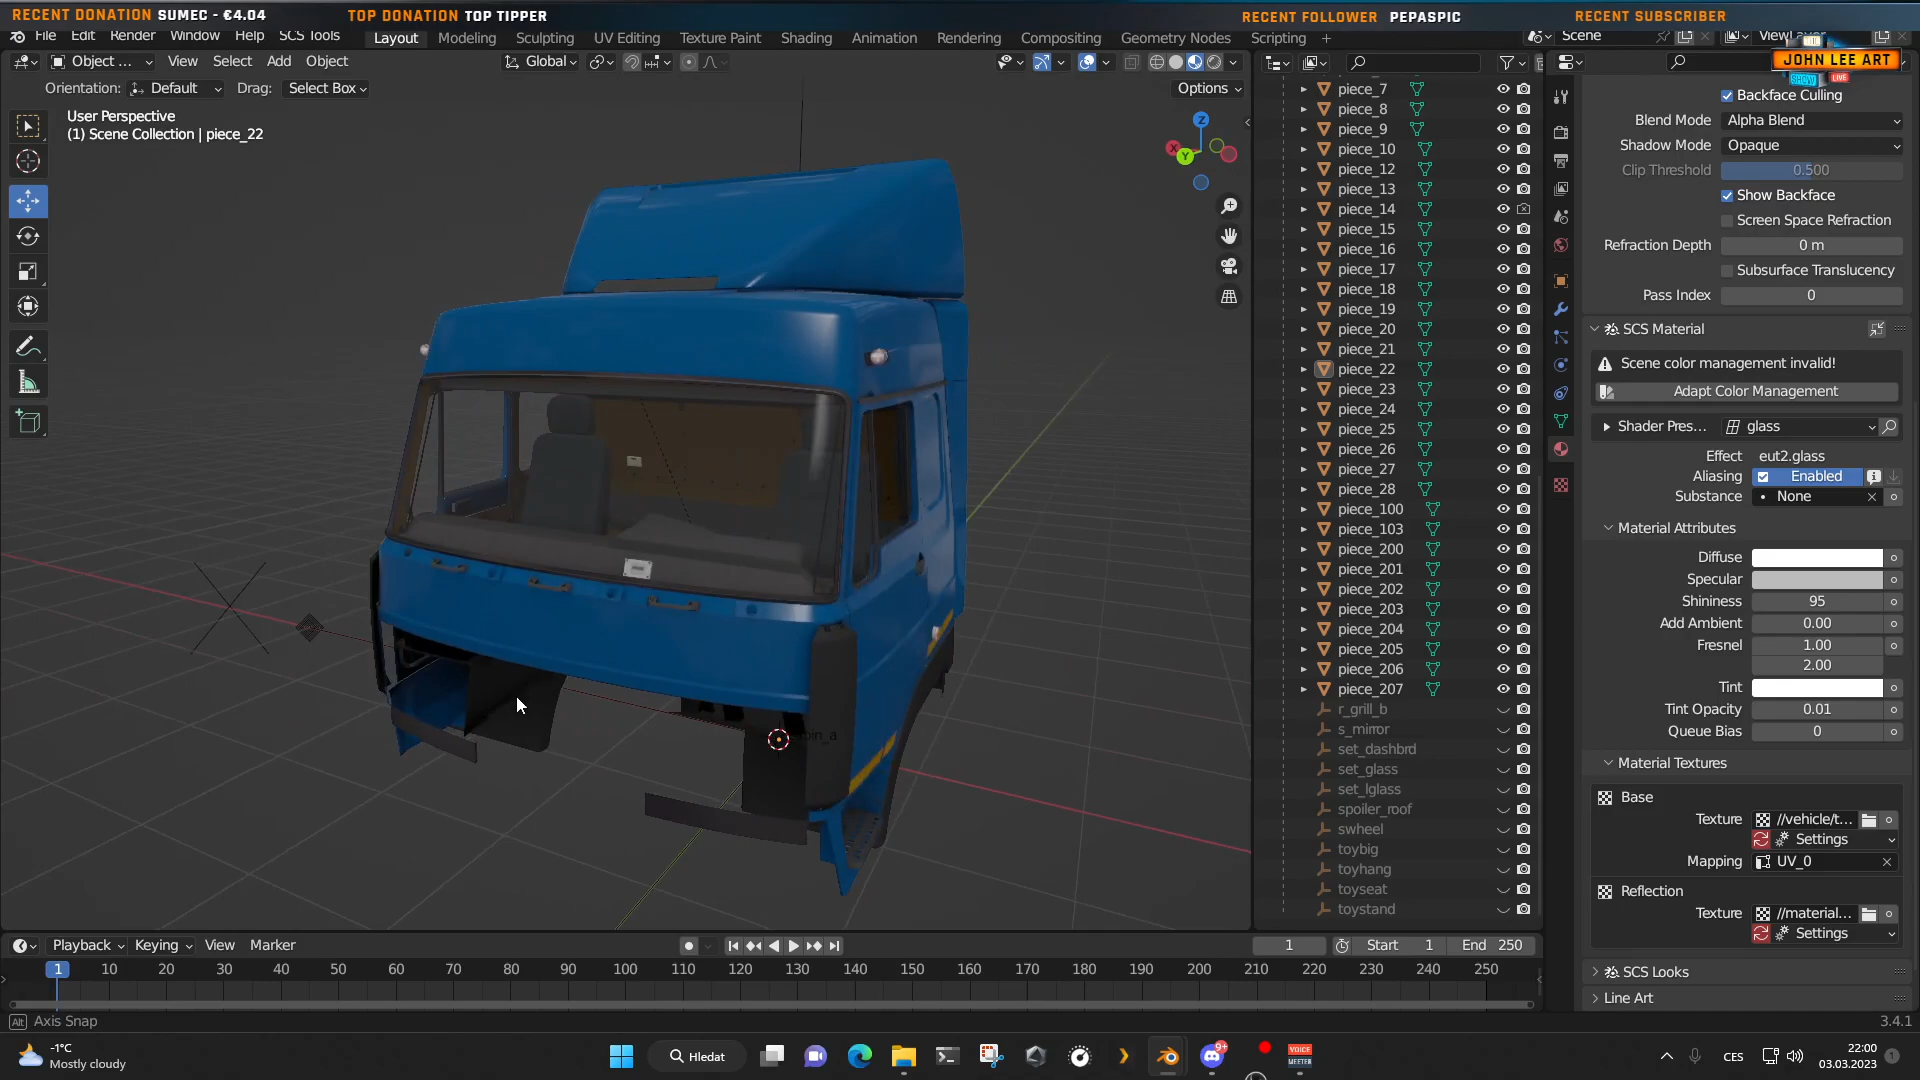 RECENT DONATION SUMEC - €4.04
TOP DONATION TOP TIPPER
RECENT FOLLOWER PEPASPIC
RECENT SUBSCRIBER
File Edit Render Window Help SCS Tools
Layout Modeling Sculpting UV Editing Texture Paint Shading Animation Rendering Compositing Geometry Nodes Scripting +
Scene
ViewLayer
JOHN LEE ART
SHOW LIVE
Object ... View Select Add Object
Global
Orientation: Default Drag: Select Box
Options
User Perspective
(1) Scene Collection | piece_22
Z
X
Y
piece_7
piece_8
piece_9
piece_10
piece_12
piece_13
piece_14
piece_15
piece_16
piece_17
piece_18
piece_19
piece_20
piece_21
piece_22
piece_23
piece_24
piece_25
piece_26
piece_27
piece_28
piece_100
piece_103
piece_200
piece_201
piece_202
piece_203
piece_204
piece_205
piece_206
piece_207
r_grill_b
s_mirror
set_dashbrd
set_glass
set_lglass
spoiler_roof
swheel
toybig
toyhang
toyseat
toystand
Backface Culling
Blend Mode Alpha Blend
Shadow Mode Opaque
Clip Threshold 0.500
Show Backface
Screen Space Refraction
Refraction Depth 0 m
Subsurface Translucency
Pass Index 0
SCS Material
Scene color management invalid!
Adapt Color Management
Shader Pres... glass
Effect eut2.glass
Aliasing Enabled
Substance None
Material Attributes
Diffuse
Specular
Shininess 95
Add Ambient 0.00
Fresnel 1.00
2.00
Tint
Tint Opacity 0.01
Queue Bias 0
Material Textures
Base
Texture //vehicle/t...
Settings
Mapping UV_0
Reflection
Texture //material...
Settings
SCS Looks
Line Art
Playback Keying View Marker
1 Start 1 End 250
1 10 20 30 40 50 60 70 80 90 100 110 120 130 140 150 160 170 180 190 200 210 220 230 240 250
Alt Axis Snap
3.4.1
-1°C
Mostly cloudy
Hledat
9+
VOICE
MEETER
CES
22:00
03.03.2023
1